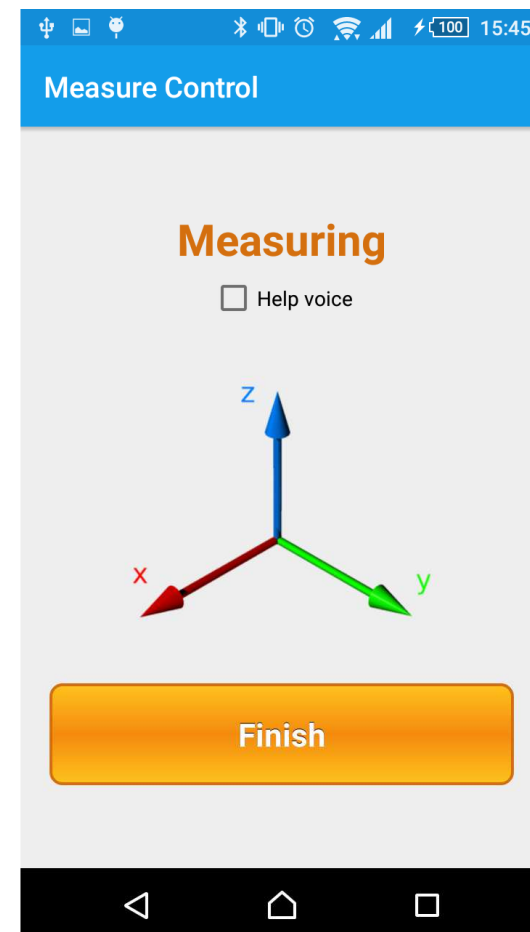 100 15:45
Measure Control
Measuring
Help voice
z
x
y
Finish